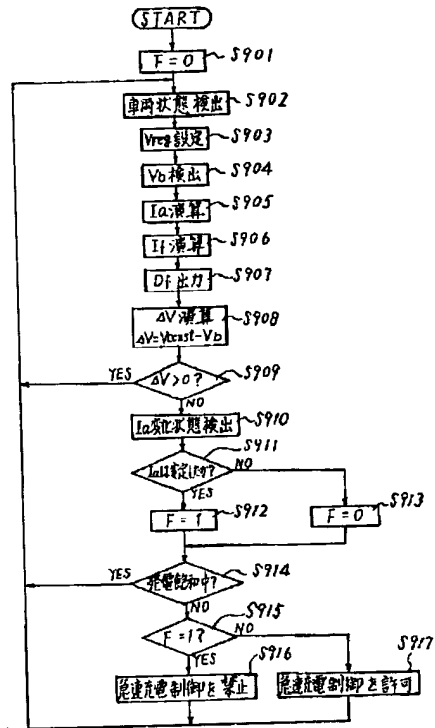 START
F=0
S901
車両状態検出
S902
Vreg設定
S903
Vb検出
S904
Ia演算
S905
If演算
S906
Df出力
S907
ΔV演算
ΔV=Vconst-Vb
S908
ΔV>0?
S909
YES
NO
Ia変化状態検出
S910
Iaは安定したか?
S911
NO
YES
F=1
S912
F=0
S913
発電飽和中?
S914
YES
NO
F=1?
S915
NO
YES
急速充電制御を禁止
S916
急速充電制御を許可
S917